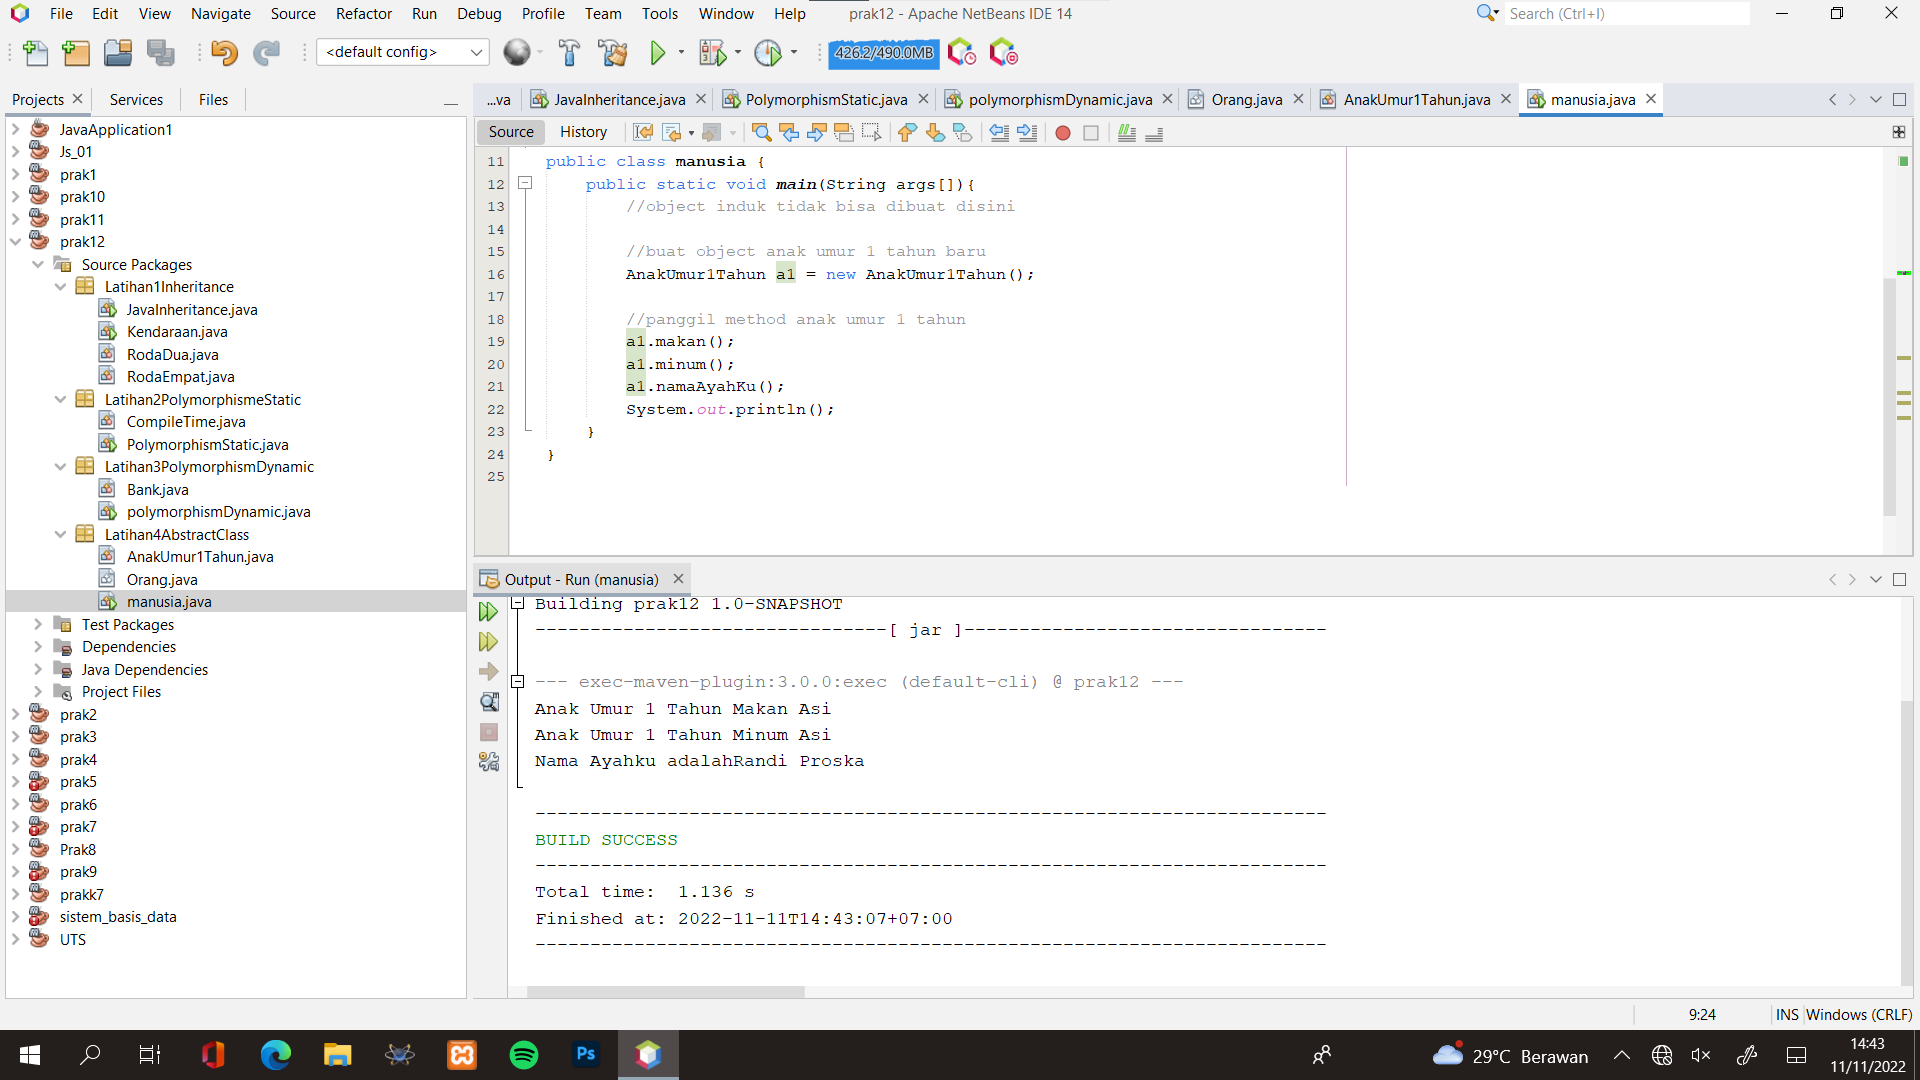 File Edit View Navigate Source Refactor Run Debug Profile Team Tools Window Help prak12 - Apache NetBeans IDE 14 Search (Ctrl+I)
<default config> 426.2/490.0MB
Projects Services Files
...va JavaInheritance.java PolymorphismStatic.java polymorphismDynamic.java Orang.java AnakUmur1Tahun.java manusia.java
Source History
JavaApplication1
Js_01
prak1
prak10
prak11
prak12
Source Packages
Latihan1Inheritance
JavaInheritance.java
Kendaraan.java
RodaDua.java
RodaEmpat.java
Latihan2PolymorphismeStatic
CompileTime.java
PolymorphismStatic.java
Latihan3PolymorphismDynamic
Bank.java
polymorphismDynamic.java
Latihan4AbstractClass
AnakUmur1Tahun.java
Orang.java
manusia.java
Test Packages
Dependencies
Java Dependencies
Project Files
prak2
prak3
prak4
prak5
prak6
prak7
Prak8
prak9
prakk7
sistem_basis_data
UTS
11 public class manusia {
12 public static void main(String args[]){
13 //object induk tidak bisa dibuat disini
14
15 //buat object anak umur 1 tahun baru
16 AnakUmur1Tahun a1 = new AnakUmur1Tahun();
17
18 //panggil method anak umur 1 tahun
19 a1.makan();
20 a1.minum();
21 a1.namaAyahKu();
22 System.out.println();
23 }
24 }
25
Output - Run (manusia)
Building prak12 1.0-SNAPSHOT
--------------------------------[ jar ]---------------------------------
--- exec-maven-plugin:3.0.0:exec (default-cli) @ prak12 ---
Anak Umur 1 Tahun Makan Asi
Anak Umur 1 Tahun Minum Asi
Nama Ayahku adalahRandi Proska
------------------------------------------------------------------------
BUILD SUCCESS
------------------------------------------------------------------------
Total time:  1.136 s
Finished at: 2022-11-11T14:43:07+07:00
------------------------------------------------------------------------
9:24 INS Windows (CRLF)
Ps
29°C Berawan
14:43
11/11/2022